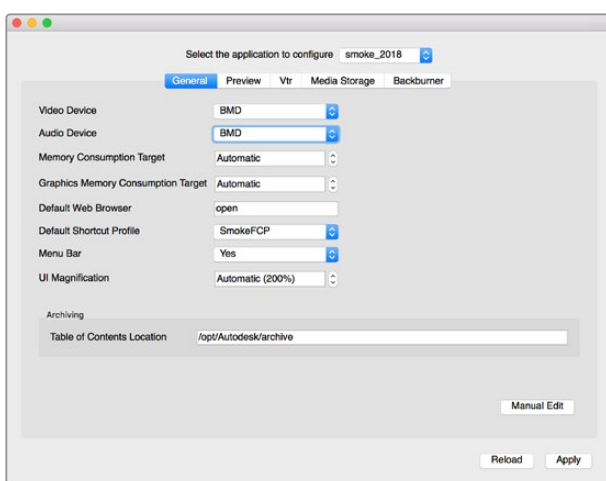 Select the application to configure smoke_2018
General Preview Vtr Media Storage Backburner
Video Device BMD
Audio Device BMD
Memory Consumption Target Automatic
Graphics Memory Consumption Target Automatic
Default Web Browser open
Default Shortcut Profile SmokeFCP
Menu Bar Yes
UI Magnification Automatic (200%)
Archiving
Table of Contents Location /opt/Autodesk/archive
Manual Edit
Reload Apply